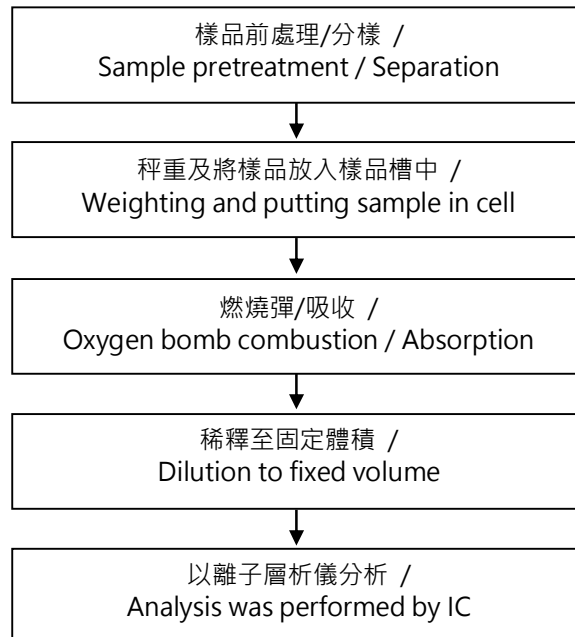 樣品前處理/分樣 /
Sample pretreatment / Separation
秤重及將樣品放入樣品槽中 /
Weighting and putting sample in cell
燃燒彈/吸收 /
Oxygen bomb combustion / Absorption
稀釋至固定體積 /
Dilution to fixed volume
以離子層析儀分析 /
Analysis was performed by IC